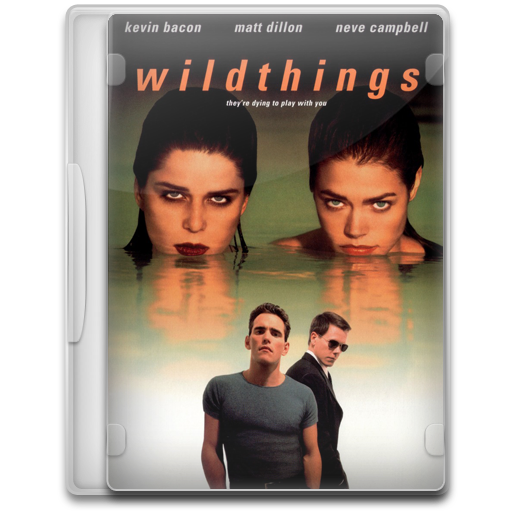 kevin bacon matt dillon neve campbell
wildthings
they're dying to play with you